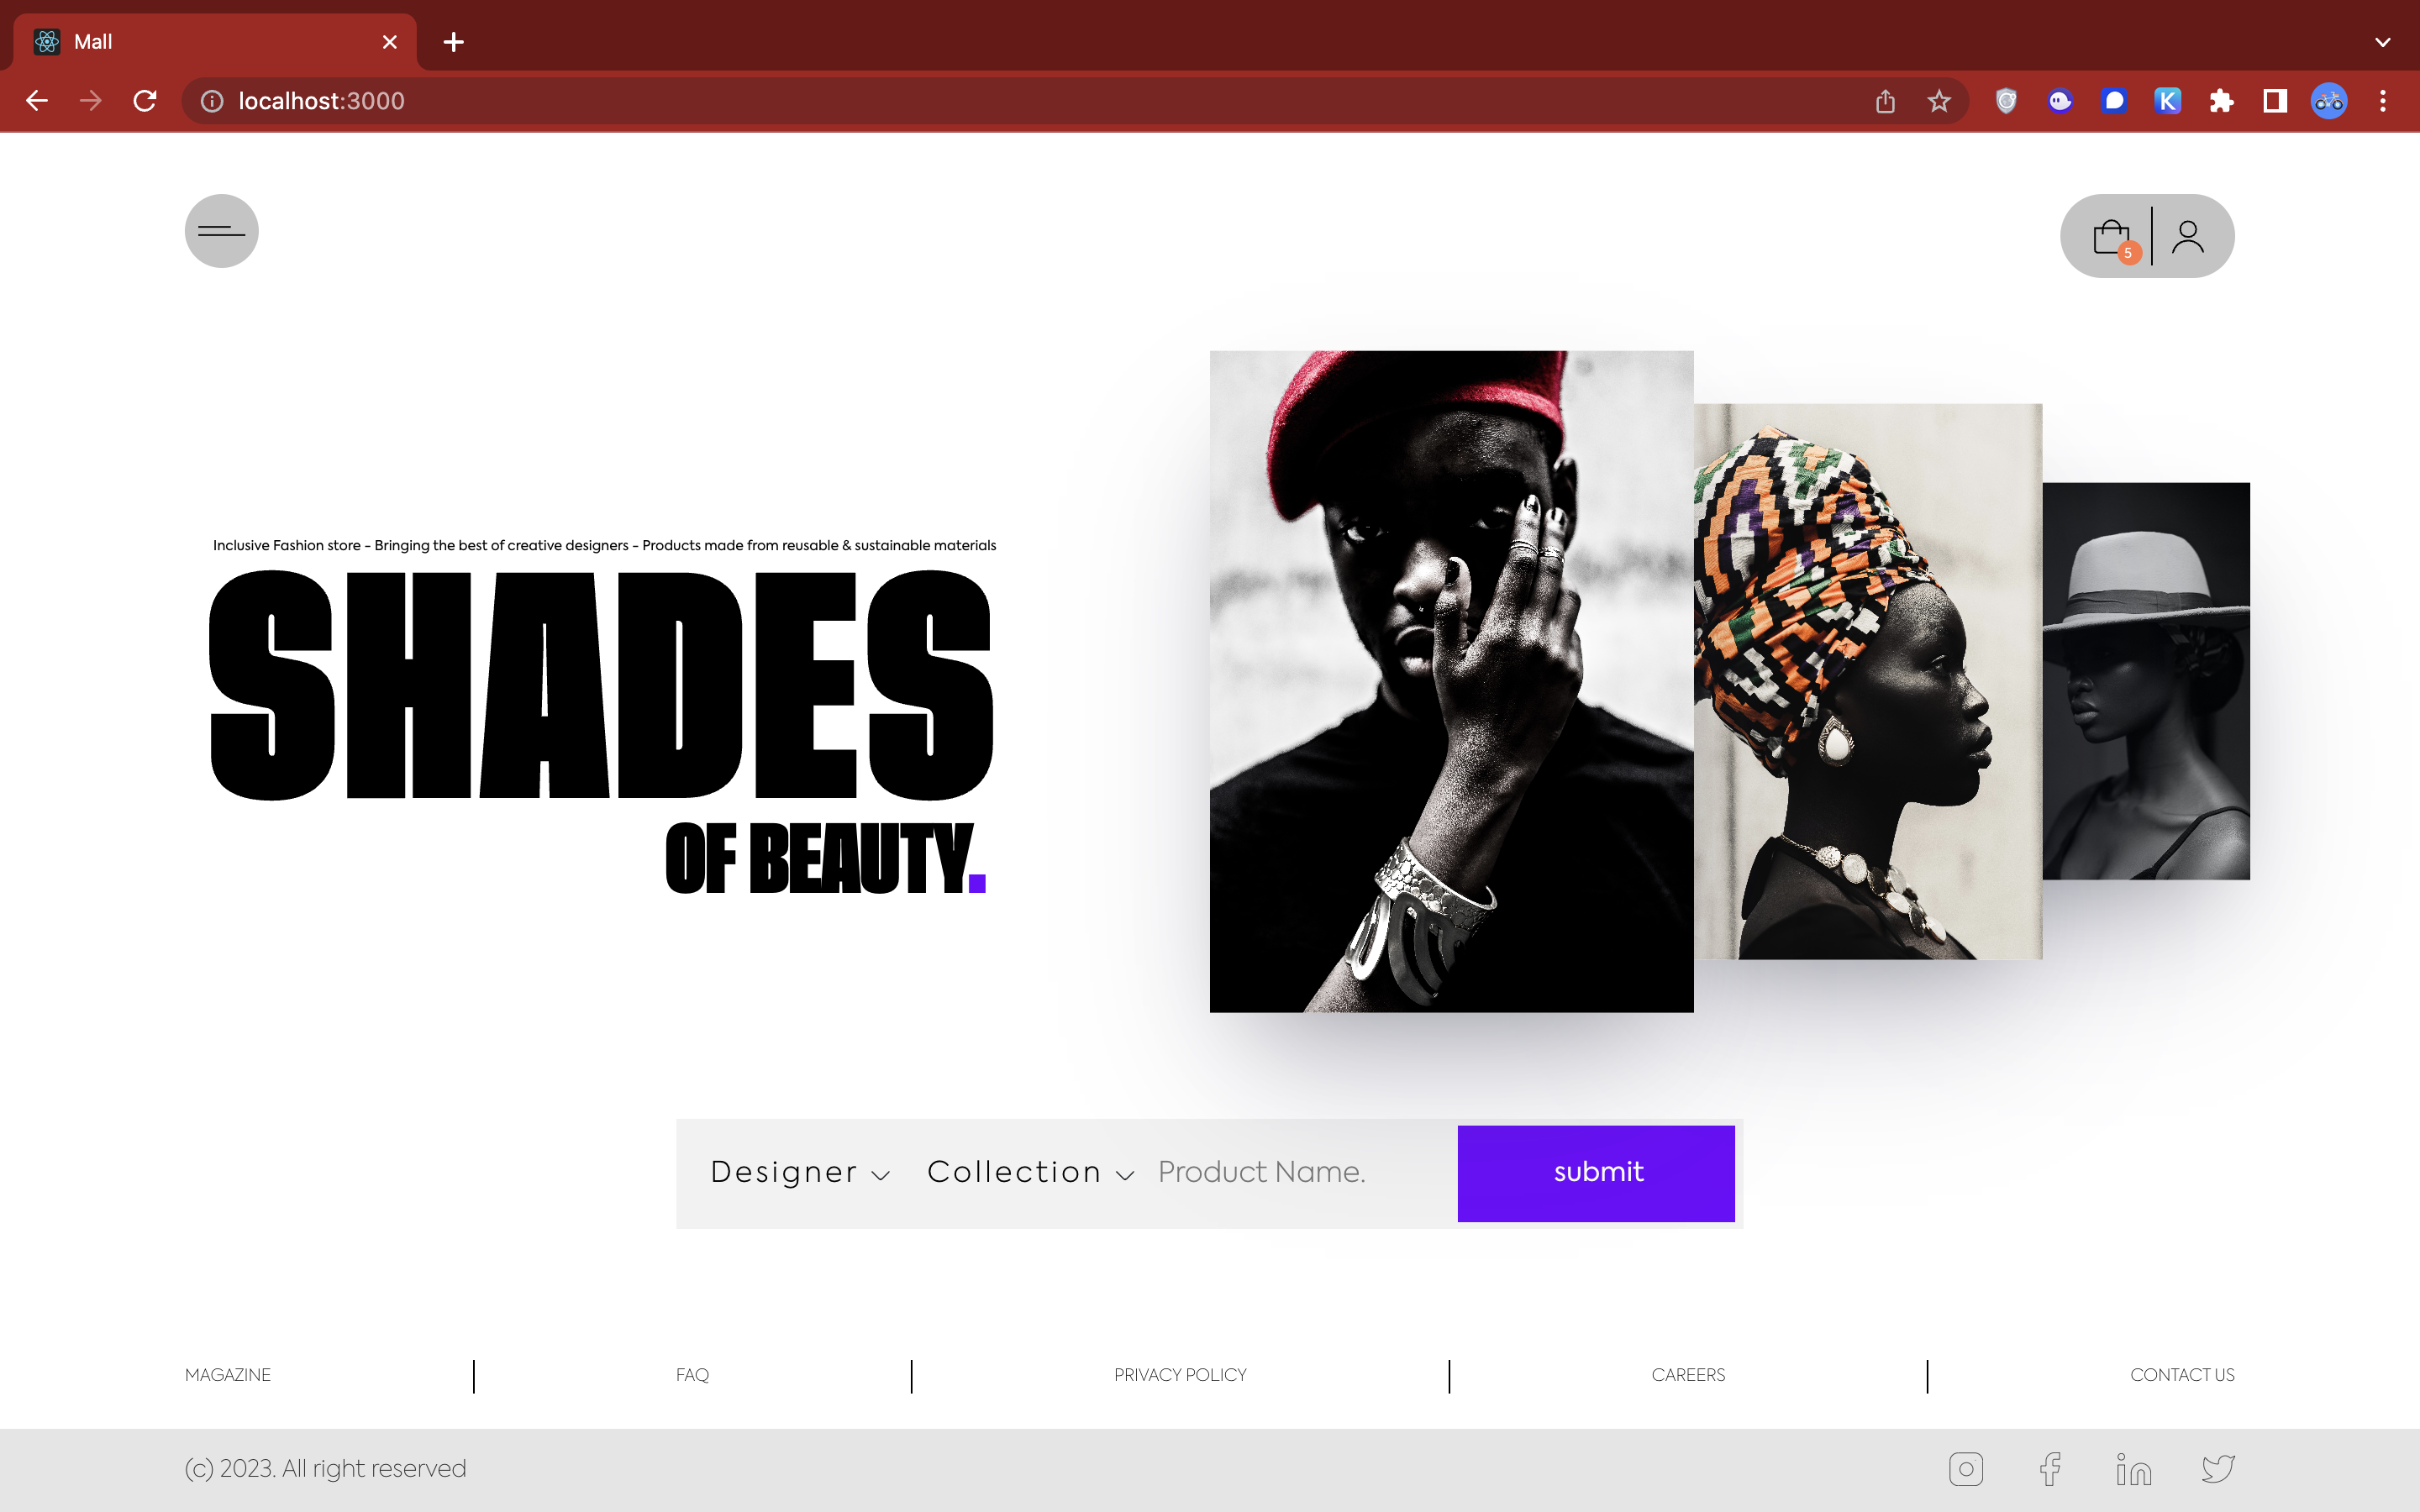 Mall
localhost:3000
K
5
Inclusive Fashion store - Bringing the best of creative designers - Products made from reusable & sustainable materials
SHADES
OF BEAUTY.
Designer Collection Product Name. submit
MAGAZINE FAQ PRIVACY POLICY CAREERS CONTACT US
(c) 2023. All right reserved